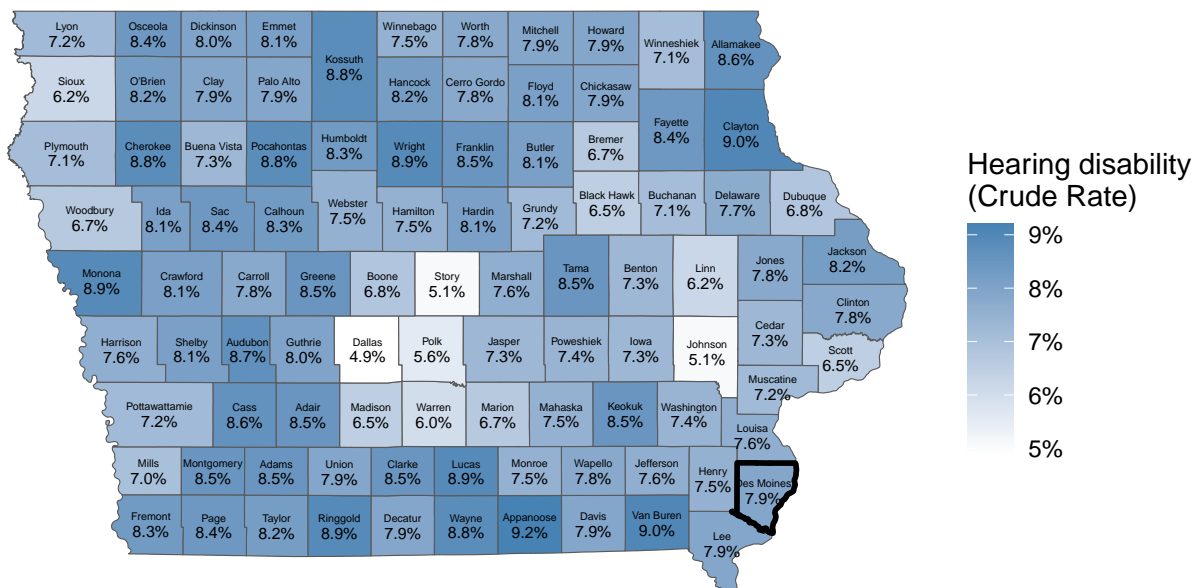 Lyon
7.2%
Osceola
8.4%
Dickinson
8.0%
Emmet
8.1%
Kossuth
8.8%
Winnebago
7.5%
Worth
7.8%
Mitchell
7.9%
Howard
7.9%
Winneshiek
7.1%
Allamakee
8.6%
Sioux
6.2%
O'Brien
8.2%
Clay
7.9%
Palo Alto
7.9%
Hancock
8.2%
Cerro Gordo
7.8%
Floyd
8.1%
Chickasaw
7.9%
Fayette
8.4%
Clayton
9.0%
Plymouth
7.1%
Cherokee
8.8%
Buena Vista
7.3%
Pocahontas
8.8%
Humboldt
8.3%
Wright
8.9%
Franklin
8.5%
Butler
8.1%
Bremer
6.7%
Woodbury
6.7%
Ida
8.1%
Sac
8.4%
Calhoun
8.3%
Webster
7.5%
Hamilton
7.5%
Hardin
8.1%
Grundy
7.2%
Black Hawk
6.5%
Buchanan
7.1%
Delaware
7.7%
Dubuque
6.8%
Monona
8.9%
Crawford
8.1%
Carroll
7.8%
Greene
8.5%
Boone
6.8%
Story
5.1%
Marshall
7.6%
Tama
8.5%
Benton
7.3%
Linn
6.2%
Jones
7.8%
Jackson
8.2%
Clinton
7.8%
Harrison
7.6%
Shelby
8.1%
Audubon
8.7%
Guthrie
8.0%
Dallas
4.9%
Polk
5.6%
Jasper
7.3%
Poweshiek
7.4%
Iowa
7.3%
Johnson
5.1%
Cedar
7.3%
Scott
6.5%
Muscatine
7.2%
Pottawattamie
7.2%
Cass
8.6%
Adair
8.5%
Madison
6.5%
Warren
6.0%
Marion
6.7%
Mahaska
7.5%
Keokuk
8.5%
Washington
7.4%
Louisa
7.6%
Mills
7.0%
Montgomery
8.5%
Adams
8.5%
Union
7.9%
Clarke
8.5%
Lucas
8.9%
Monroe
7.5%
Wapello
7.8%
Jefferson
7.6%
Henry
7.5%
Des Moines
7.9%
Fremont
8.3%
Page
8.4%
Taylor
8.2%
Ringgold
8.9%
Decatur
7.9%
Wayne
8.8%
Appanoose
9.2%
Davis
7.9%
Van Buren
9.0%
Lee
7.9%
Hearing disability
(Crude Rate)
9%
8%
7%
6%
5%